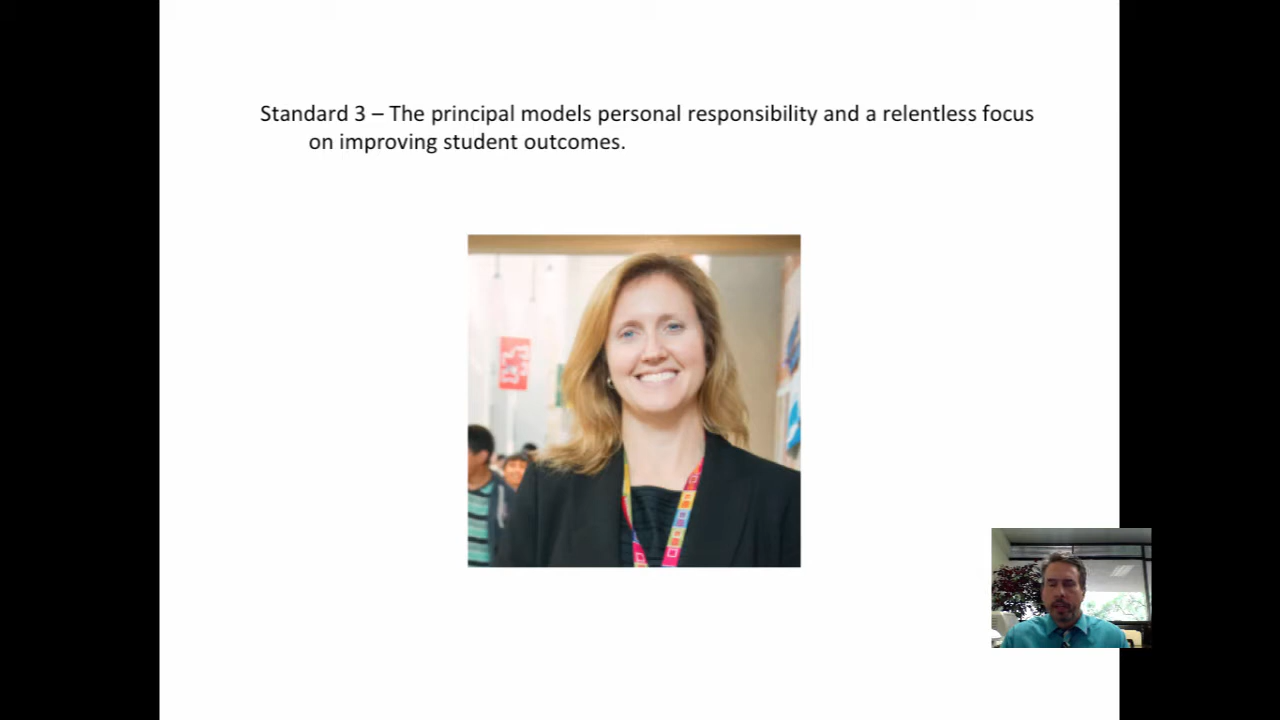 Standard 3 – The principal models personal responsibility and a relentless focus
on improving student outcomes.